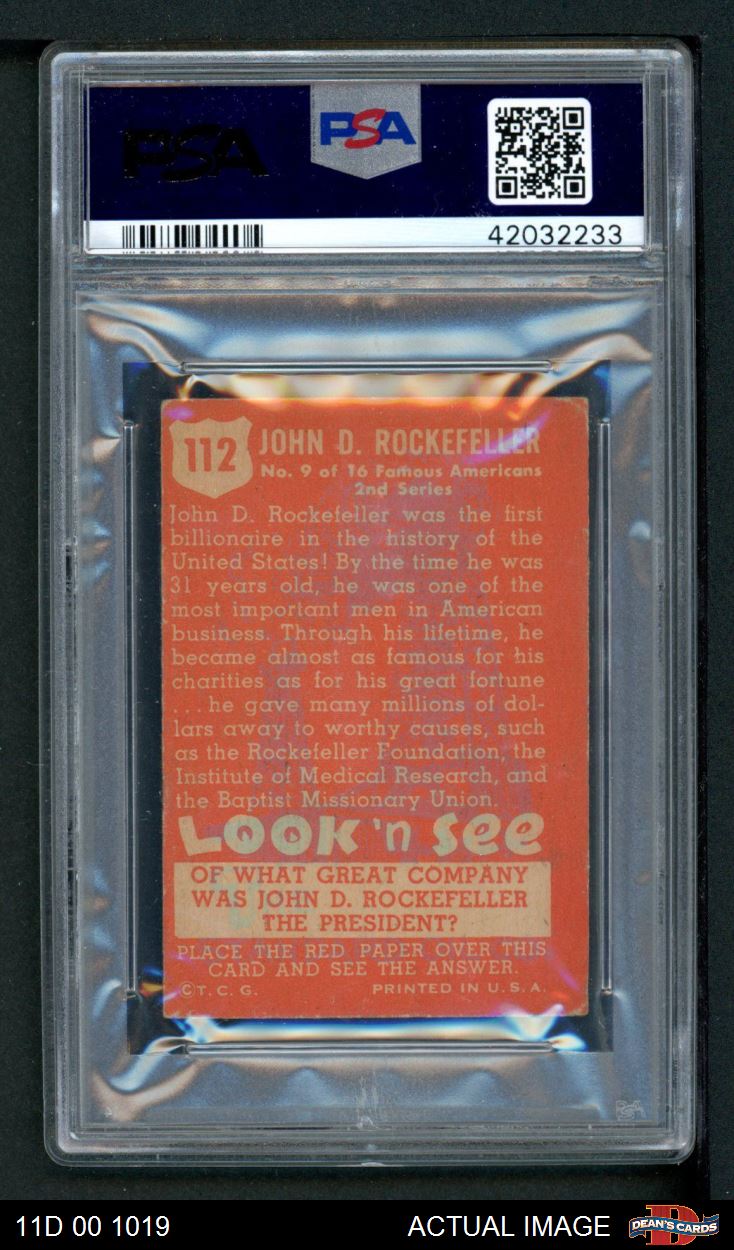 PSA
PSA
42032233
112
JOHN D. ROCKEFELLER
No. 9 of 16 Famous Americans
2nd Series
John D. Rockefeller was the first
billionaire in the history of the
United States! By the time he was
31 years old, he was one of the
most important men in American
business. Through his lifetime, he
became almost as famous for his
charities as for his great fortune
...he gave many millions of dol-
lars away to worthy causes, such
as the Rockefeller Foundation, the
Institute of Medical Research, and
the Baptist Missionary Union.
LOOK 'n See
OF WHAT GREAT COMPANY
WAS JOHN D. ROCKEFELLER
THE PRESIDENT?
PLACE THE RED PAPER OVER THIS
CARD AND SEE THE ANSWER.
©T. C. G. PRINTED IN U. S. A.
PSA
11D 00 1019 ACTUAL IMAGE DEAN'S CARDS